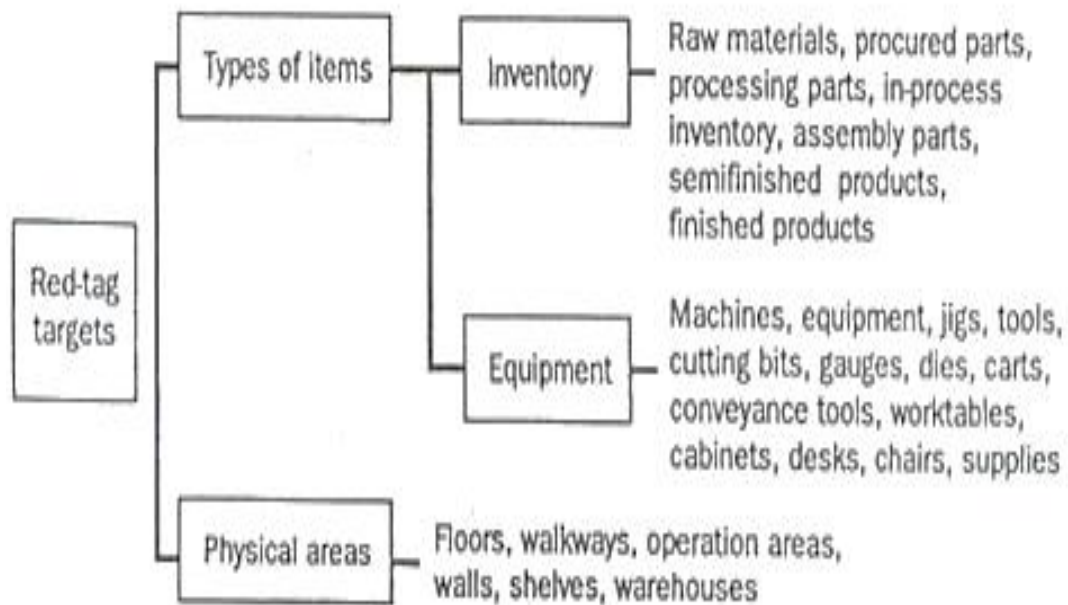 Types of items
Inventory
Raw materials, procured parts,
processing parts, in-process
inventory, assembly parts,
semifinished products,
finished products
Red-tag
targets
Equipment
Machines, equipment, jigs, tools,
cutting bits, gauges, dies, carts,
conveyance tools, worktables,
cabinets, desks, chairs, supplies
Physical areas
Floors, walkways, operation areas,
walls, shelves, warehouses